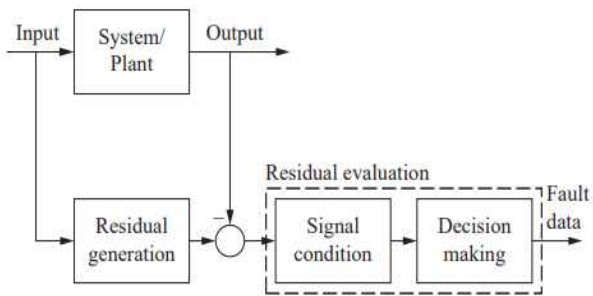 Input
System/
Plant
Output
Residual evaluation
Fault
data
Residual
generation
−
Signal
condition
Decision
making